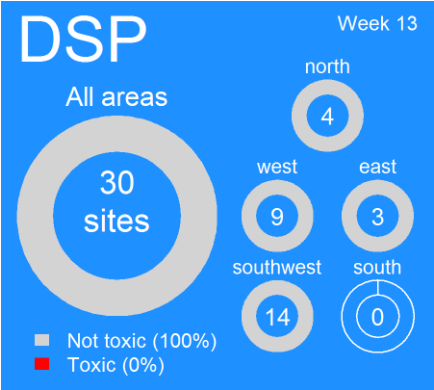 DSP
Week 13
All areas
30
sites
north
4
west
9
east
3
southwest
14
south
0
Not toxic (100%)
Toxic (0%)